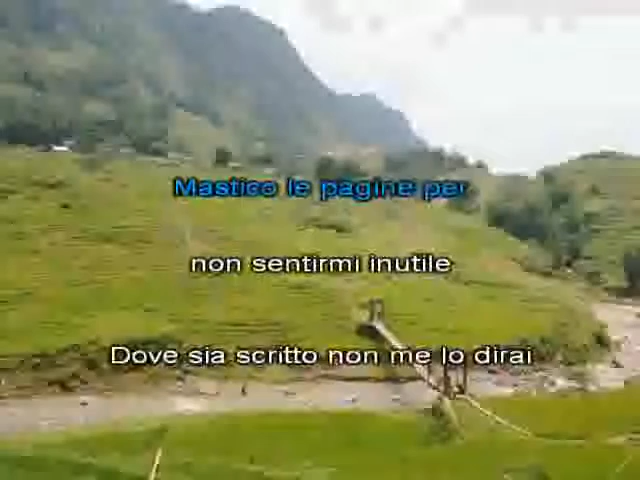 Mastico le pagine per
non sentirmi inutile
Dove sia scritto non me lo dirai